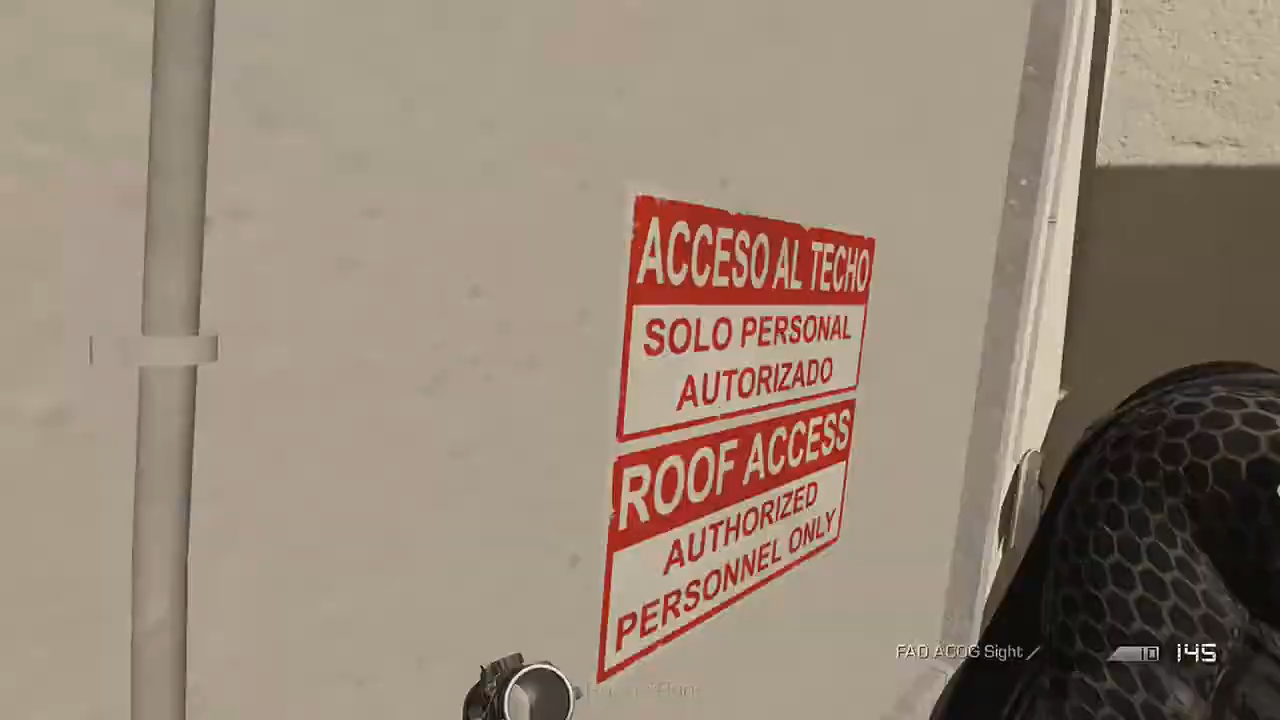 ACCESO AL TECHO
SOLO PERSONAL
AUTORIZADO
ROOF ACCESS
AUTHORIZED
PERSONNEL ONLY
FAD ACOG Sight
10 145